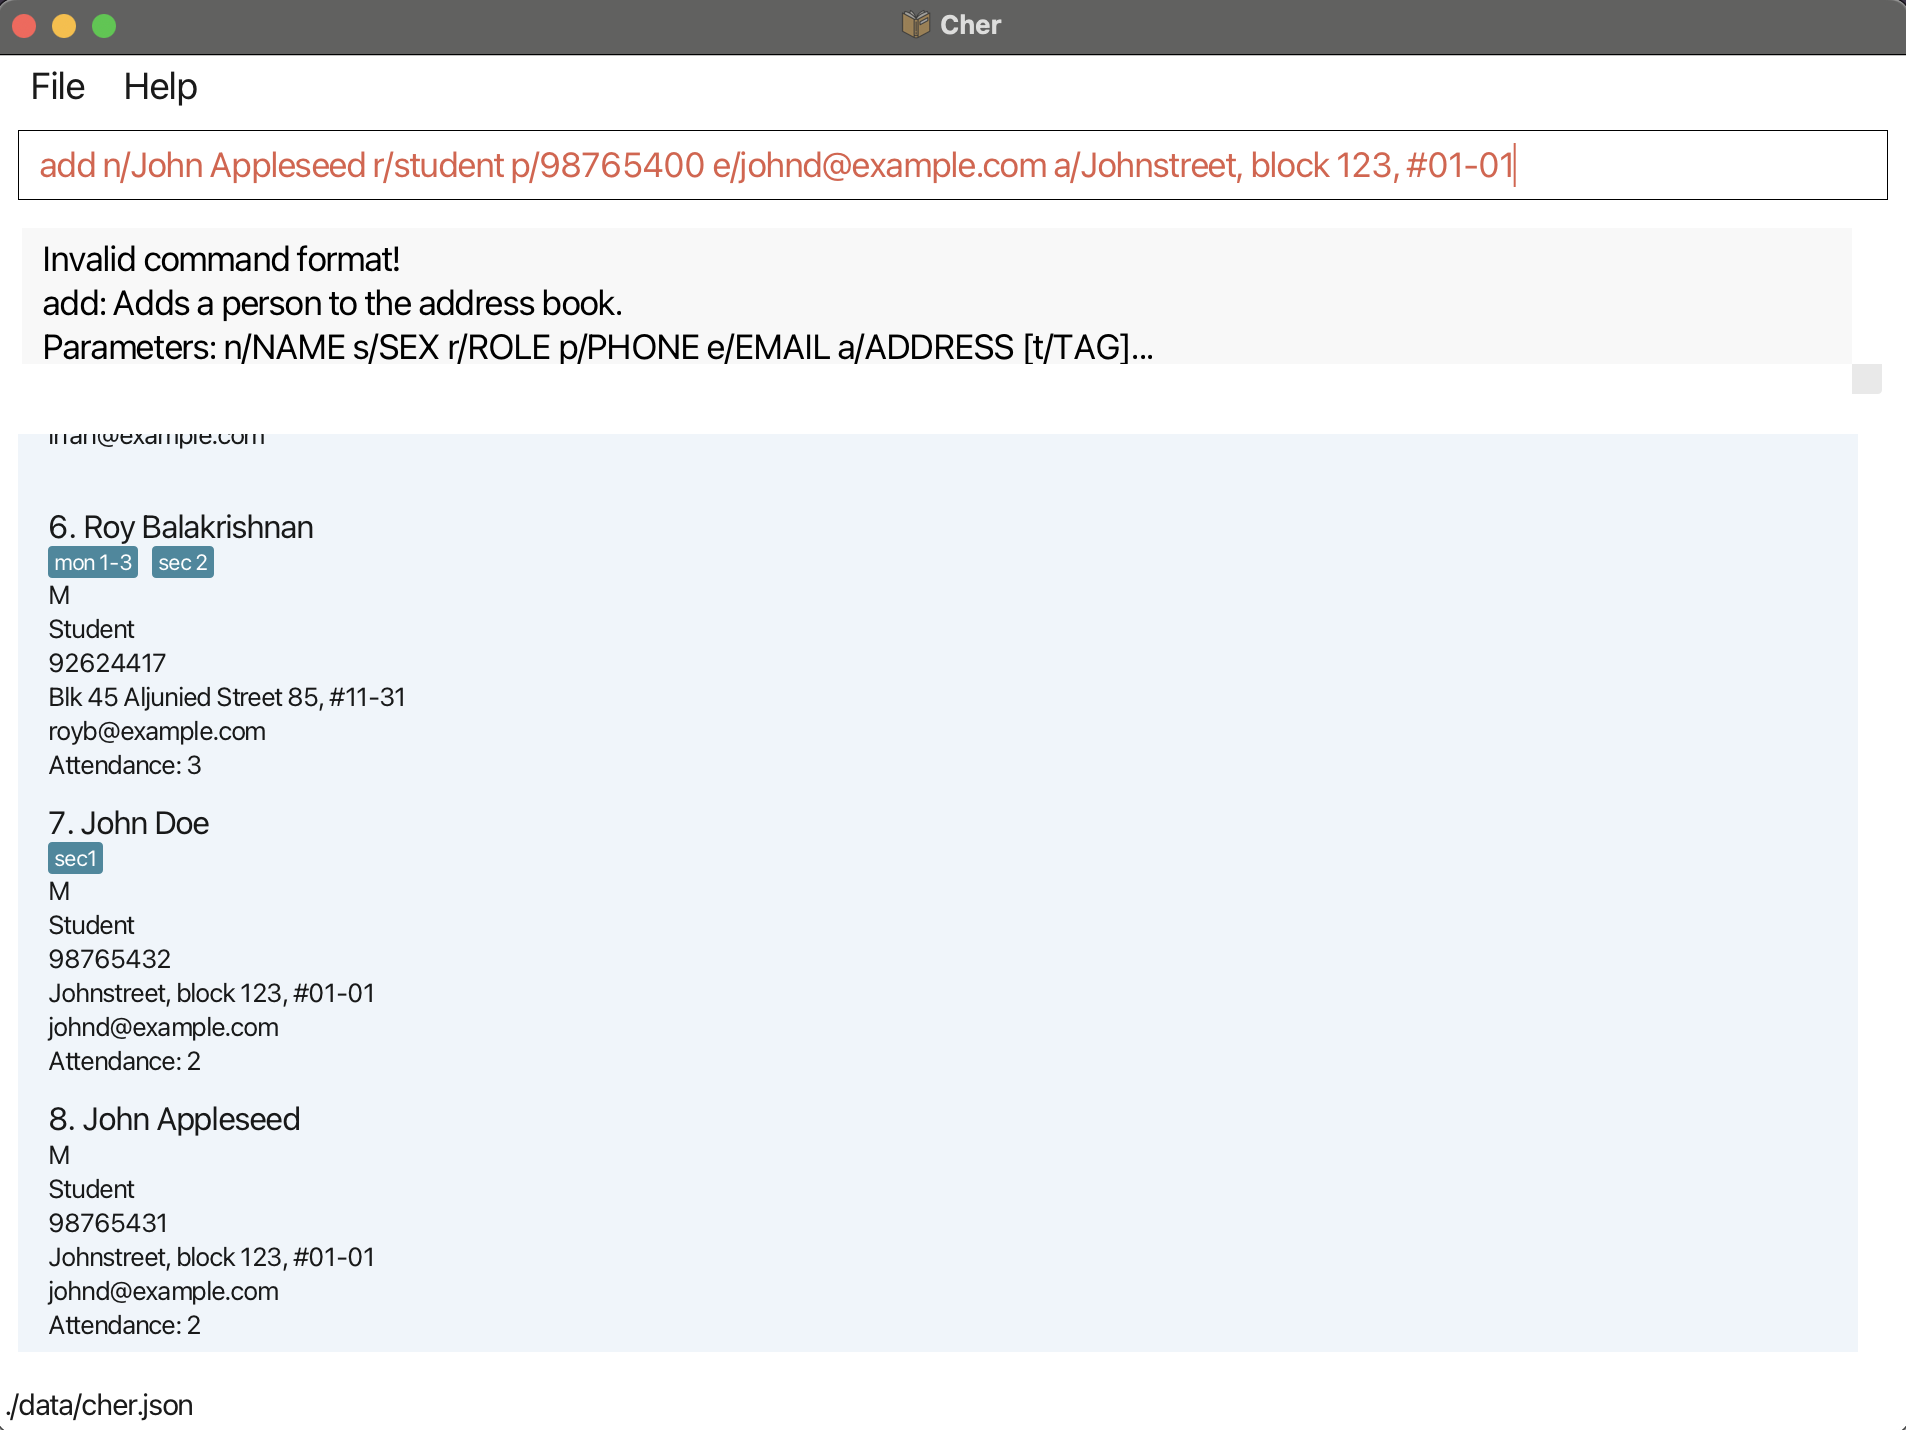 Cher
File Help
add n/John Appleseed r/student p/98765400 e/johnd@example.com a/Johnstreet, block 123, #01-01
Invalid command format!
add: Adds a person to the address book.
Parameters: n/NAME s/SEX r/ROLE p/PHONE e/EMAIL a/ADDRESS [t/TAG]...
irfan@example.com
6. Roy Balakrishnan
mon 1-3 sec 2
M
Student
92624417
Blk 45 Aljunied Street 85, #11-31
royb@example.com
Attendance: 3
7. John Doe
sec1
M
Student
98765432
Johnstreet, block 123, #01-01
johnd@example.com
Attendance: 2
8. John Appleseed
M
Student
98765431
Johnstreet, block 123, #01-01
johnd@example.com
Attendance: 2
./data/cher.json